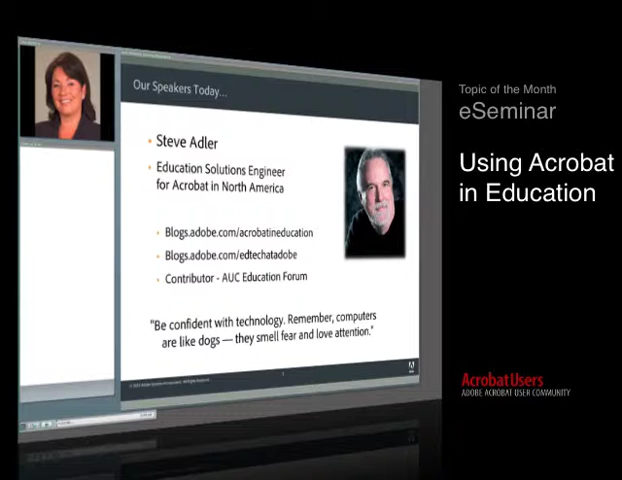 Our Speakers Today...
Steve Adler
Education Solutions Engineer
for Acrobat in North America
Blogs.adobe.com/acrobatineducation
Blogs.adobe.com/edtechatadobe
Contributor - AUC Education Forum
"Be confident with technology. Remember, computers
are like dogs — they smell fear and love attention."
Topic of the Month
eSeminar
Using Acrobat
in Education
AcrobatUsers
ADOBE ACROBAT USER COMMUNITY